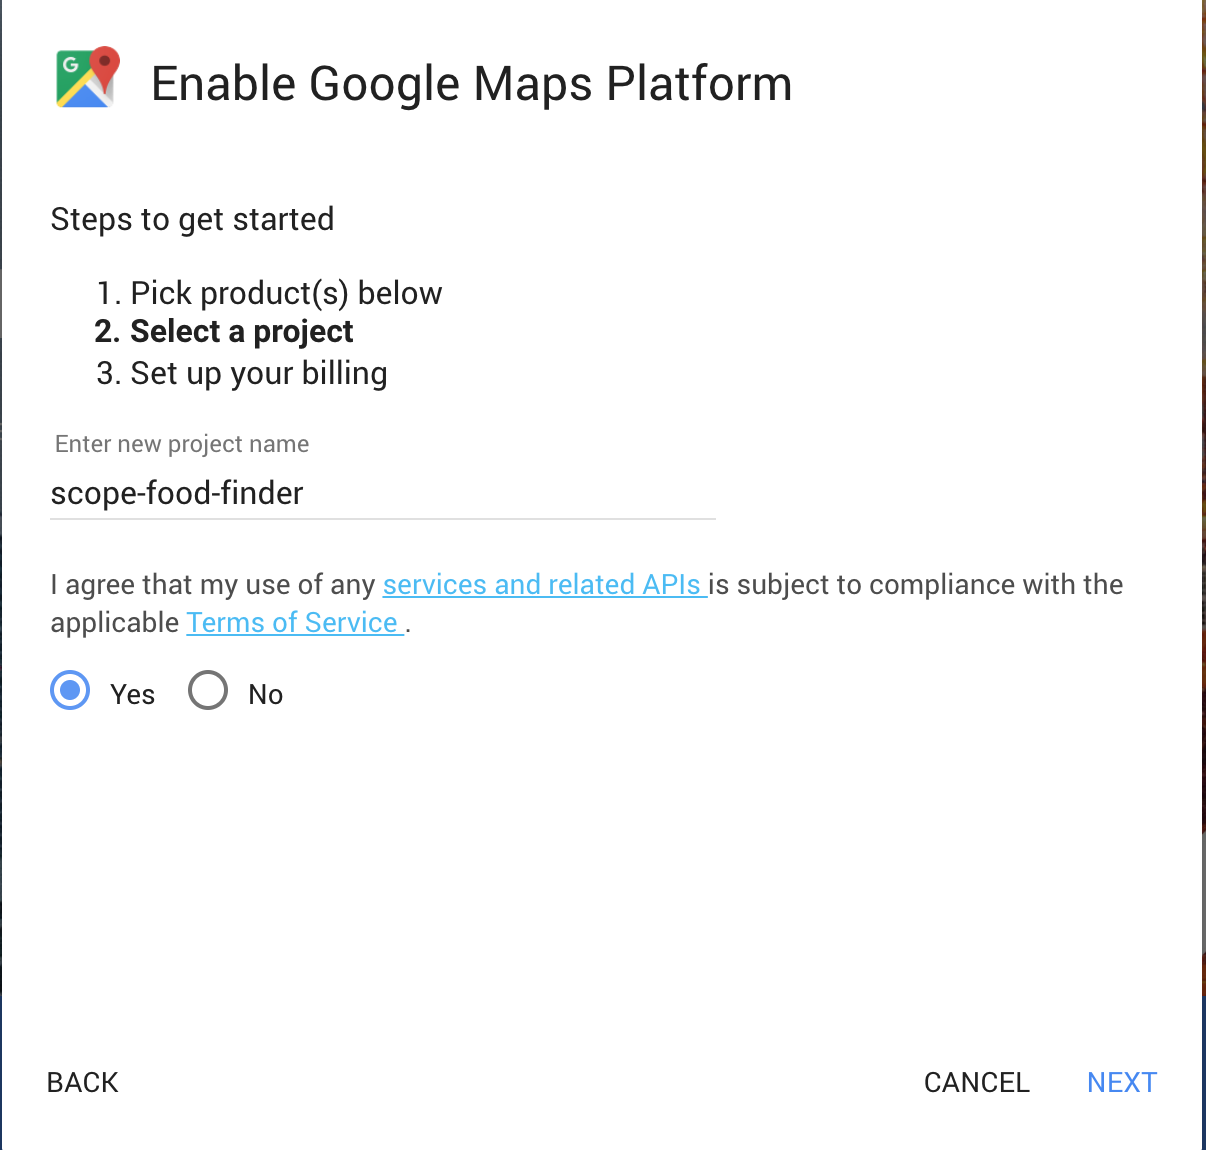 G
Enable Google Maps Platform
Steps to get started
1. Pick product(s) below
2. Select a project
3. Set up your billing
Enter new project name
scope-food-finder
I agree that my use of any services and related APIs is subject to compliance with the
applicable Terms of Service .
Yes No
BACK CANCEL NEXT